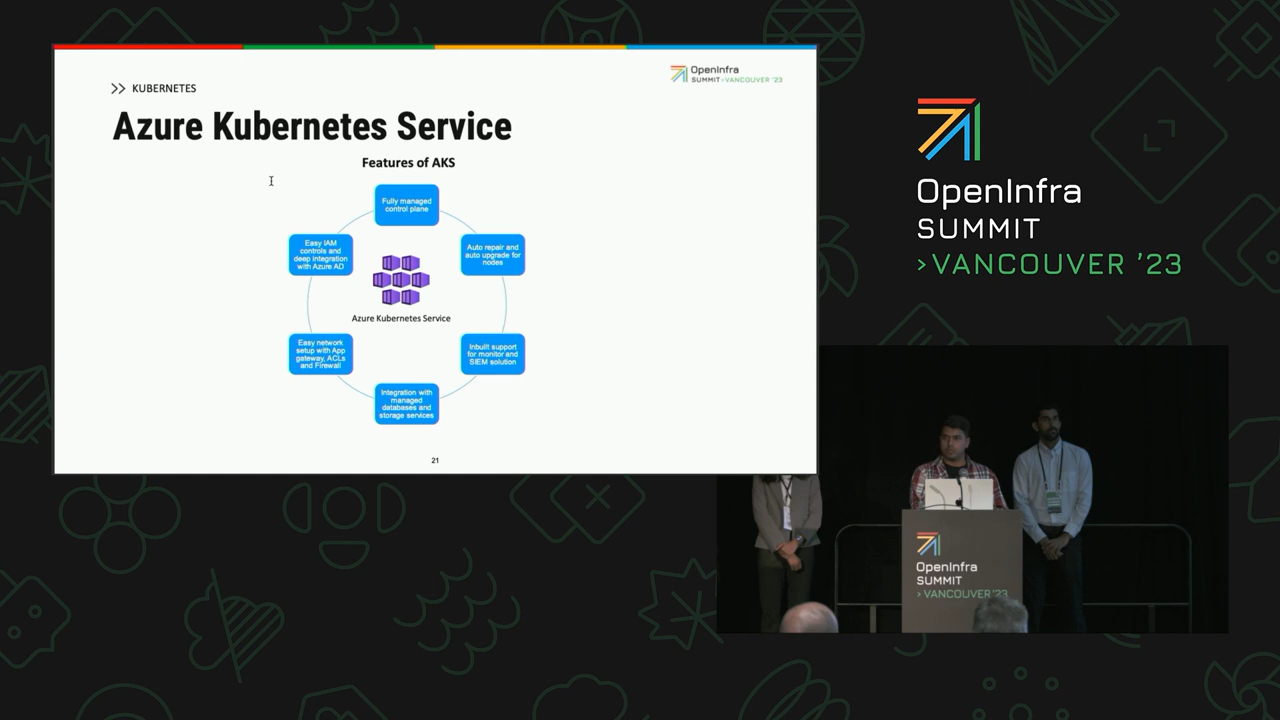 >> KUBERNETES
OpenInfra
SUMMIT >VANCOUVER '23
Azure Kubernetes Service
Features of AKS
Fully managed
control plane
Easy IAM
controls and
deep integration
with Azure AD
Auto repair and
auto upgrade for
nodes
Azure Kubernetes Service
Easy network
setup with App
gateway, ACLs
and Firewall
Inbuilt support
for monitor and
SIEM solution
Integration with
managed
databases and
storage services
21
OpenInfra
SUMMIT
>VANCOUVER '23
OpenInfra
SUMMIT
>VANCOUVER '23